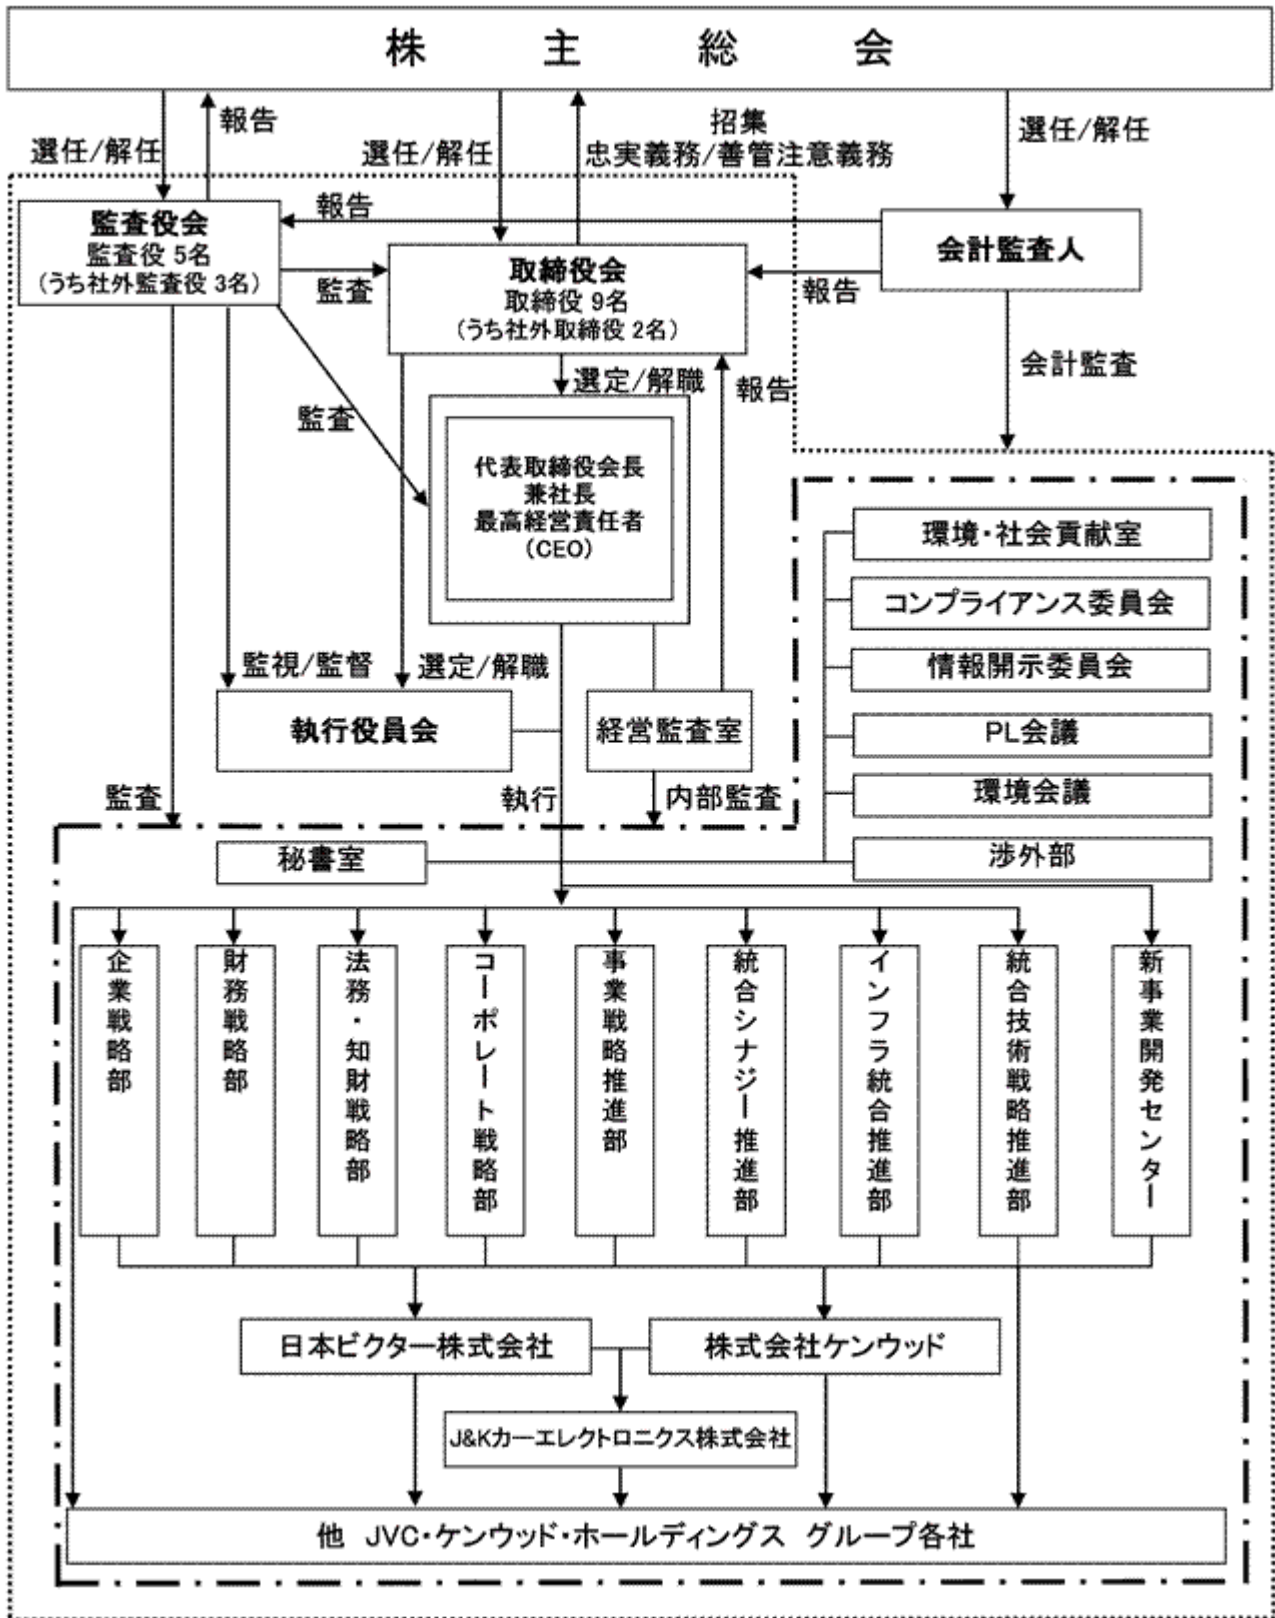 株主総会
報告
招集
選任/解任
選任/解任
忠実義務/善管注意義務
選任/解任
監査役会
監査役 5名
(うち社外監査役 3名)
報告
会計監査人
監査
取締役会
取締役 9名
(うち社外取締役 2名)
報告
会計監査
選定/解職
報告
監査
代表取締役会長
兼社長
最高経営責任者
(CEO)
環境・社会貢献室
コンプライアンス委員会
情報開示委員会
PL会議
環境会議
渉外部
監視/監督
選定/解職
執行役員会
経営監査室
監査
執行
内部監査
秘書室
企業戦略部
財務戦略部
法務・知財戦略部
コーポレート戦略部
事業戦略推進部
統合シナジー推進部
インフラ統合推進部
統合技術戦略推進部
新事業開発センター
日本ビクター株式会社
株式会社ケンウッド
J&Kカーエレクトロニクス株式会社
他 JVC・ケンウッド・ホールディングス グループ各社